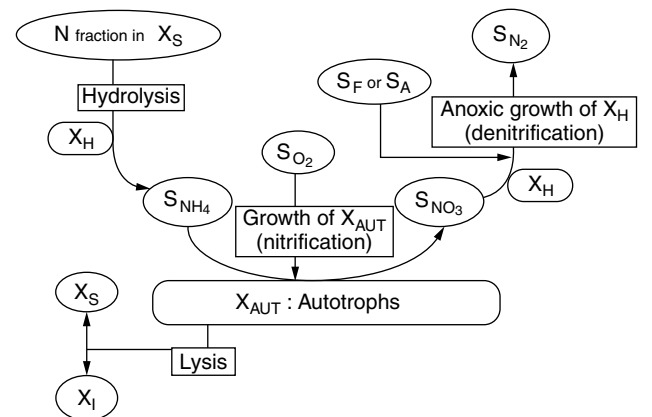 N fraction in X_S
Hydrolysis
X_H
S_NH4
S_O2
Growth of X_AUT
(nitrification)
S_F or S_A
S_NO3
S_N2
Anoxic growth of X_H
(denitrification)
X_H
X_AUT : Autotrophs
Lysis
X_S
X_I